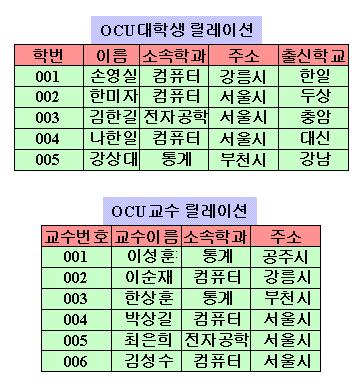 OCU대학생 릴레이션
학번 이름 소속학과 주소 출신학교
001 손영실 컴퓨터 강릉시 한일
002 한미자 컴퓨터 서울시 두상
003 김한길 전자공학 서울시 충암
004 나한일 컴퓨터 서울시 대신
005 강상대 통계 부천시 강남
OCU교수 릴레이션
교수번호 교수이름 소속학과 주소
001 이성훈 통계 공주시
002 이순재 컴퓨터 강릉시
003 한상훈 통계 부천시
004 박상길 컴퓨터 서울시
005 최은희 전자공학 서울시
006 김성수 컴퓨터 서울시